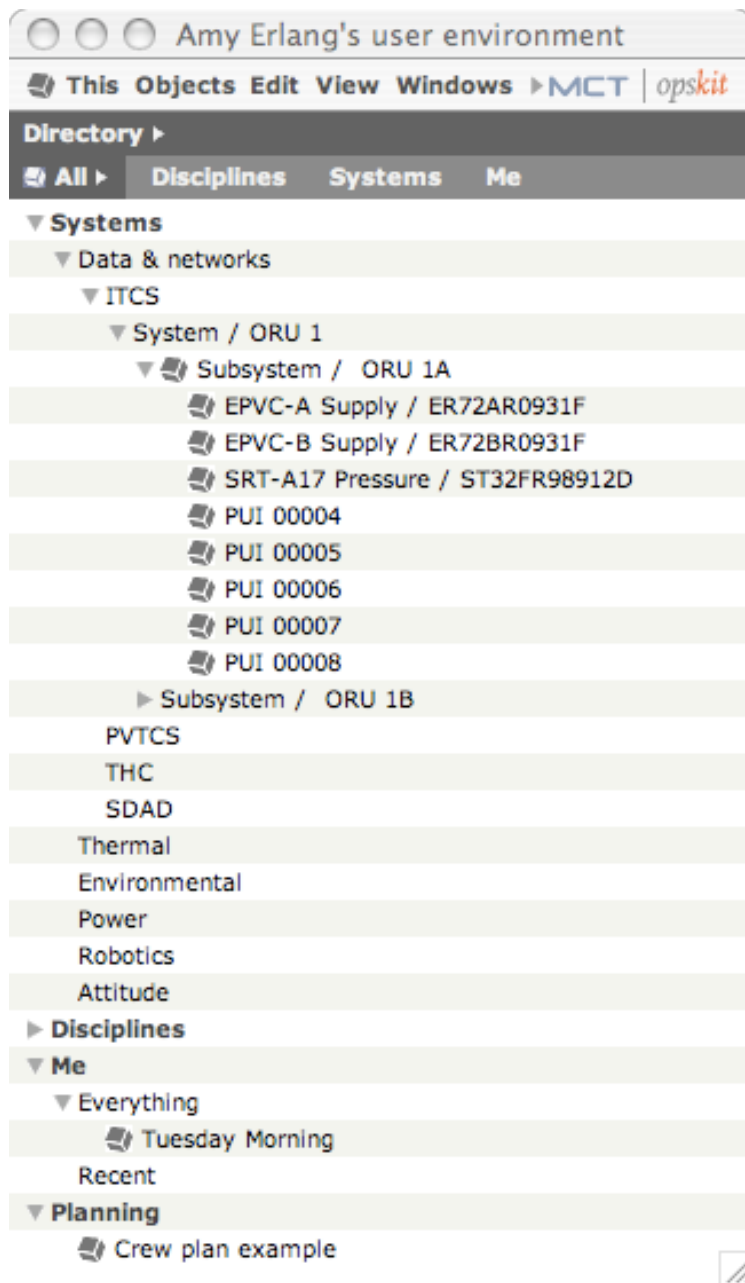 Amy Erlang's user environment
This Objects Edit View Windows MCT | opskit
Directory
All Disciplines Systems Me
Systems
Data & networks
ITCS
System / ORU 1
Subsystem / ORU 1A
EPVC-A Supply / ER72AR0931F
EPVC-B Supply / ER72BR0931F
SRT-A17 Pressure / ST32FR98912D
PUI 00004
PUI 00005
PUI 00006
PUI 00007
PUI 00008
Subsystem / ORU 1B
PVTCS
THC
SDAD
Thermal
Environmental
Power
Robotics
Attitude
Disciplines
Me
Everything
Tuesday Morning
Recent
Planning
Crew plan example